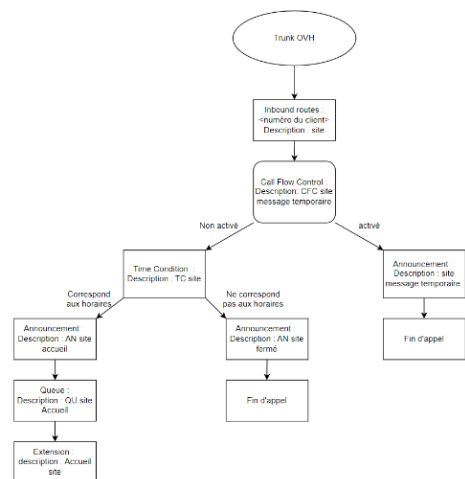 Trunk OVH
Inbound routes :
<numéro du client>
Description : site
Call Flow Control :
Description: CFC site
message temporaire
Non activé
activé
Time Condition :
Description : TC site
Announcement :
Description : site
message temporaire
Correspond
aux horaires
Ne correspond
pas aux horaires
Announcement
Description : AN site
accueil
Announcement
Description : AN site
fermé
Fin d'appel
Queue :
Description : QU site
Accueil
Fin d'appel
Extension :
description : Accueil
site